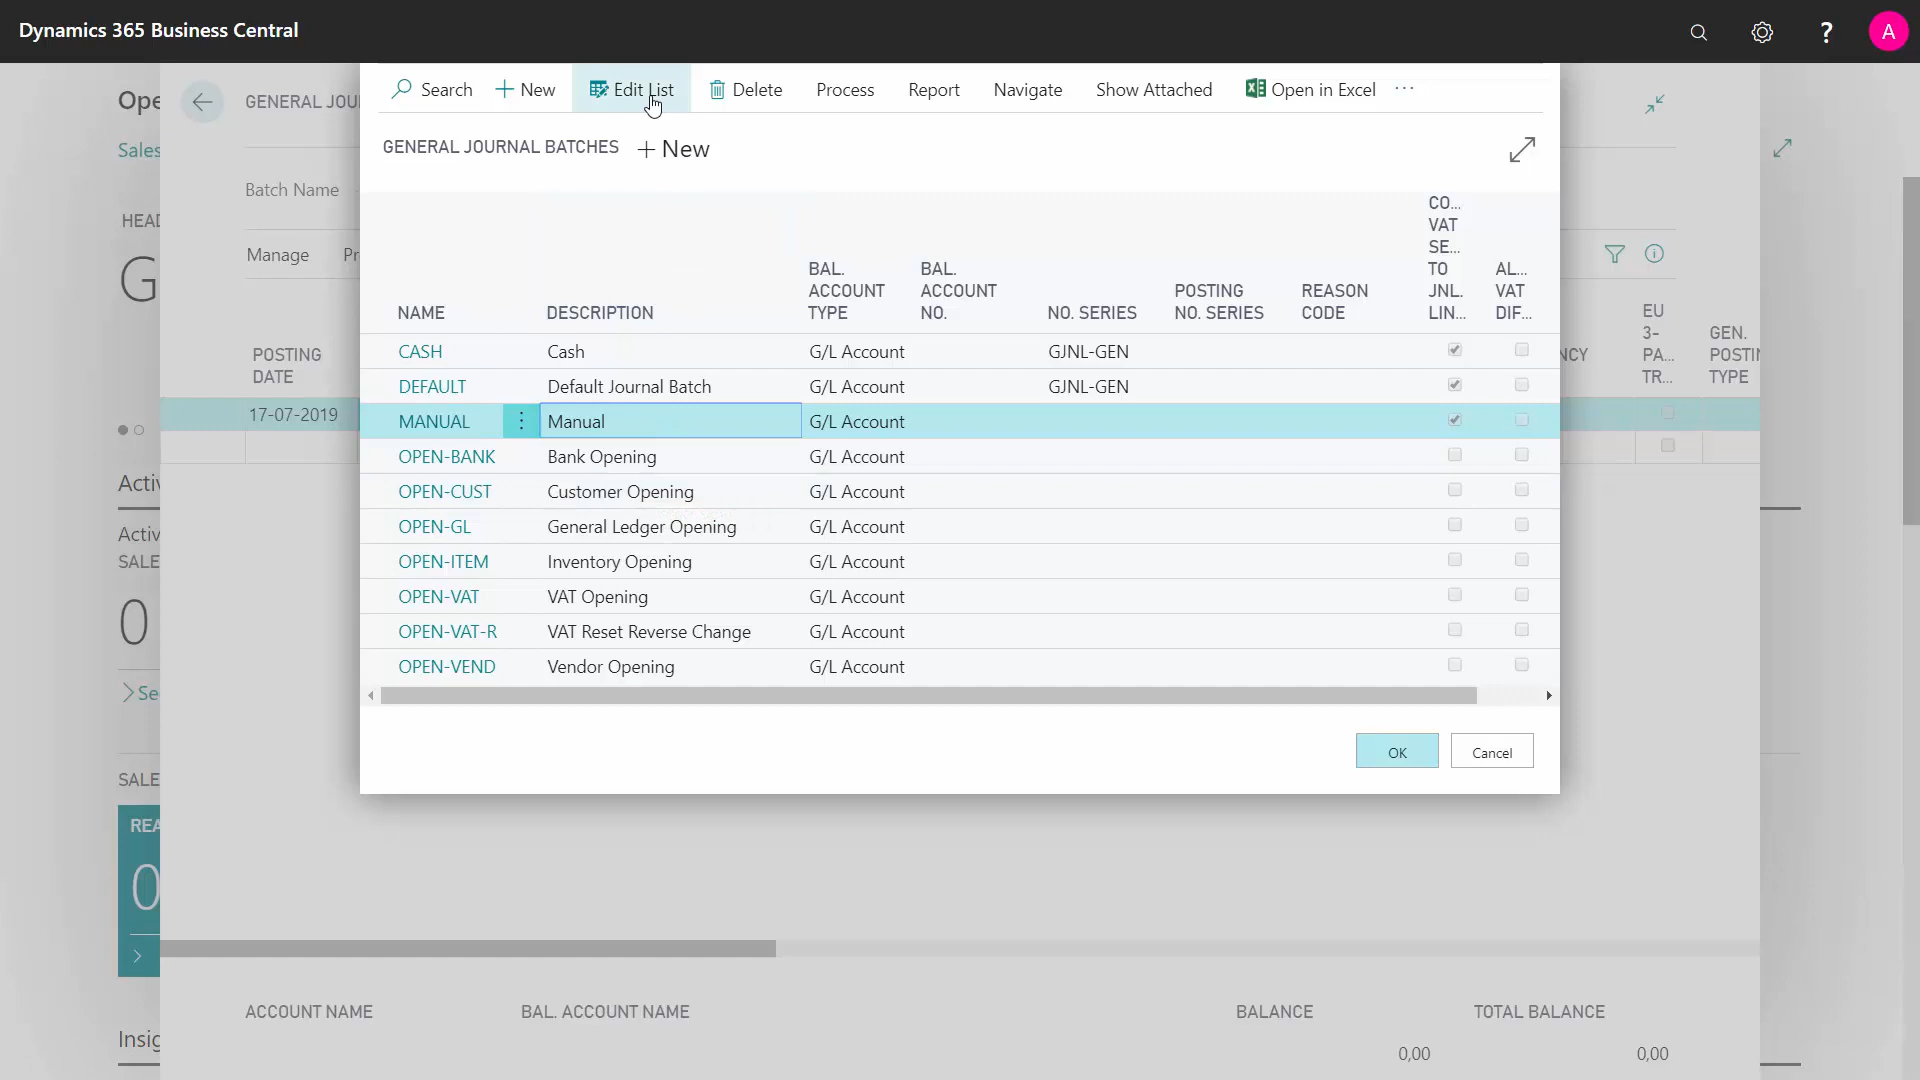 Dynamics 365 Business Central
A
Ope
GENERAL JOU
Search
New
Edit List
Delete
Process
Report
Navigate
Show Attached
Open in Excel
GENERAL JOURNAL BATCHES
New
Sales
Batch Name
HEAD
G
Manage
Pr
NAME
DESCRIPTION
BAL.
ACCOUNT
TYPE
BAL.
ACCOUNT
NO.
NO. SERIES
POSTING
NO. SERIES
REASON
CODE
CO...
VAT
SE...
TO
JNL.
LIN...
AL...
VAT
DIF...
EU
3-
PA...
TR...
GEN.
POSTIN
TYPE
NCY
POSTING
DATE
17-07-2019
CASH Cash G/L Account GJNL-GEN
DEFAULT Default Journal Batch G/L Account GJNL-GEN
MANUAL Manual G/L Account
OPEN-BANK Bank Opening G/L Account
OPEN-CUST Customer Opening G/L Account
OPEN-GL General Ledger Opening G/L Account
OPEN-ITEM Inventory Opening G/L Account
OPEN-VAT VAT Opening G/L Account
OPEN-VAT-R VAT Reset Reverse Change G/L Account
OPEN-VEND Vendor Opening G/L Account
OK
Cancel
Activ
Activ
SALE
0
Se
SALE
REA
0
Insig
ACCOUNT NAME
BAL. ACCOUNT NAME
BALANCE
TOTAL BALANCE
0,00
0,00